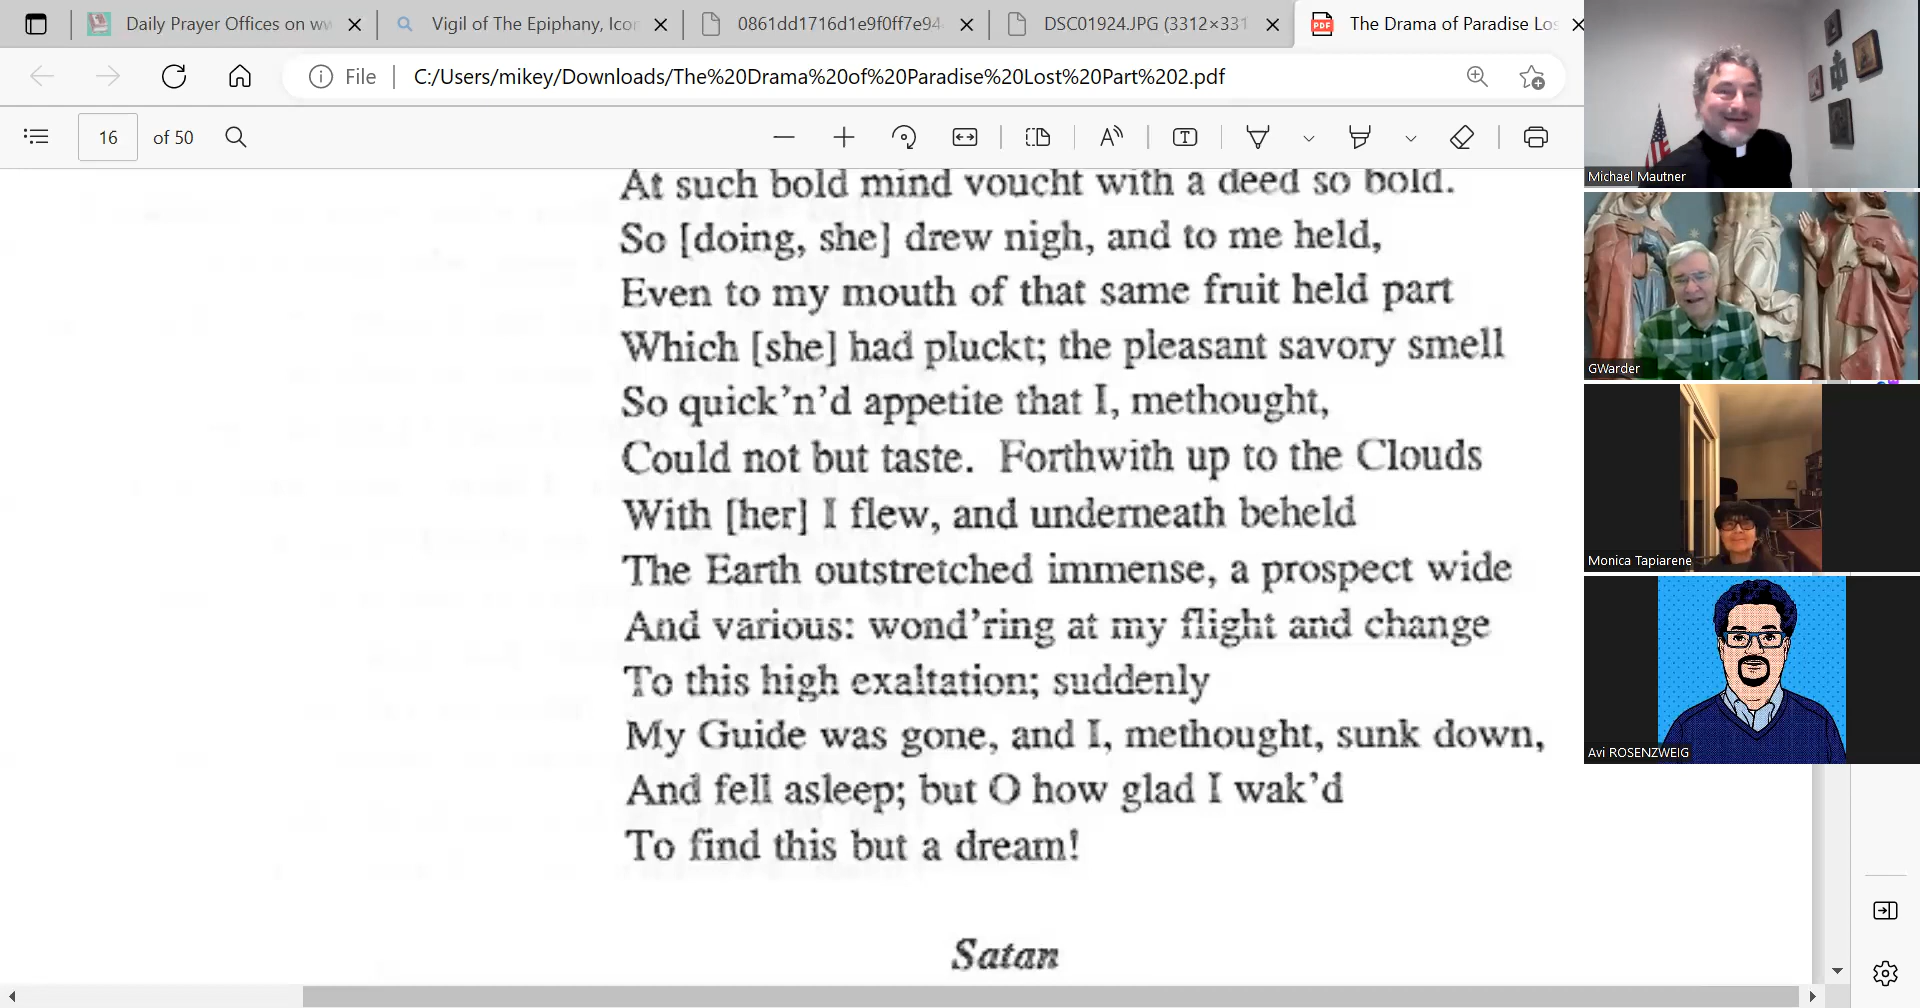 Daily Prayer Offices on ww
Vigil of The Epiphany, Icon
0861dd1716d1e9f0ff7e94
DSC01924.JPG (3312×331
PDF
The Drama of Paradise Los
File
C:/Users/mikey/Downloads/The%20Drama%20of%20Paradise%20Lost%20Part%202.pdf
16 of 50
At such bold mind voucht with a deed so bold.
So [doing, she] drew nigh, and to me held,
Even to my mouth of that same fruit held part
Which [she] had pluckt; the pleasant savory smell
So quick’n’d appetite that I, methought,
Could not but taste. Forthwith up to the Clouds
With [her] I flew, and underneath beheld
The Earth outstretched immense, a prospect wide
And various: wond’ring at my flight and change
To this high exaltation; suddenly
My Guide was gone, and I, methought, sunk down,
And fell asleep; but O how glad I wak’d
To find this but a dream!
Satan
Michael Mautner
GWarder
Monica Tapiarene
Avi ROSENZWEIG